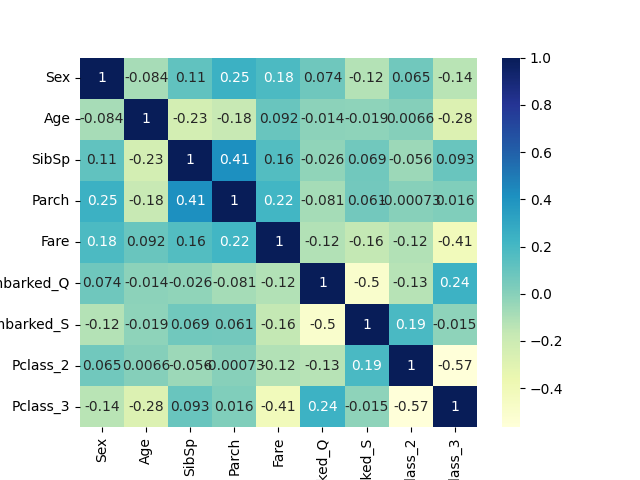 Sex 1 -0.084 0.11 0.25 0.18 0.074 -0.12 0.065 -0.14
Age -0.084 1 -0.23 -0.18 0.092 -0.014 -0.019 0.0066 -0.28
SibSp 0.11 -0.23 1 0.41 0.16 -0.026 0.069 -0.056 0.093
Parch 0.25 -0.18 0.41 1 0.22 -0.081 0.061 0.00073 0.016
Fare 0.18 0.092 0.16 0.22 1 -0.12 -0.16 -0.12 -0.41
nbarked_Q 0.074 -0.014 -0.026 -0.081 -0.12 1 -0.5 -0.13 0.24
nbarked_S -0.12 -0.019 0.069 0.061 -0.16 -0.5 1 0.19 -0.015
Pclass_2 0.065 0.0066 -0.056 0.00073 -0.12 -0.13 0.19 1 -0.57
Pclass_3 -0.14 -0.28 0.093 0.016 -0.41 0.24 -0.015 -0.57 1
Sex Age SibSp Parch Fare ked_Q ked_S lass_2 lass_3
1.0
0.8
0.6
0.4
0.2
0.0
−0.2
−0.4